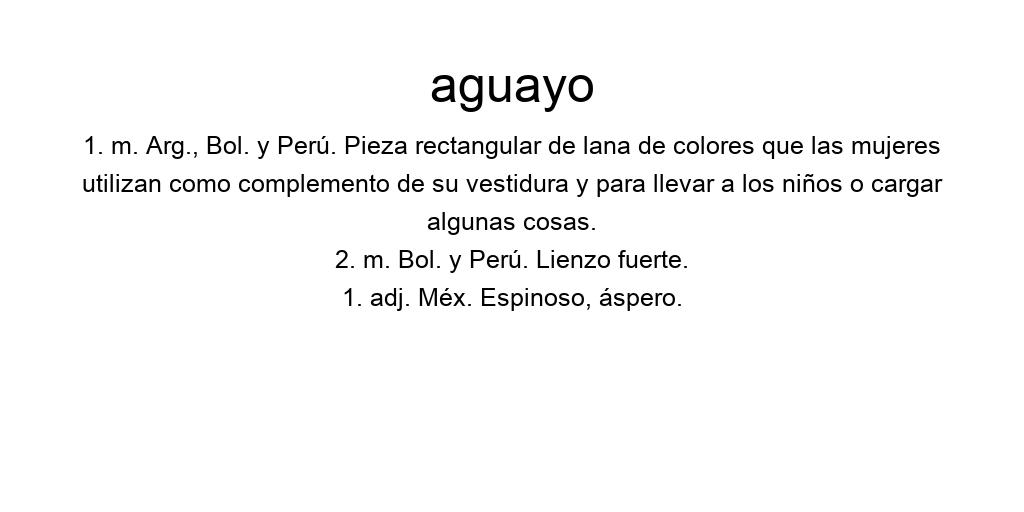 aguayo
1. m. Arg., Bol. y Perú. Pieza rectangular de lana de colores que las mujeres
utilizan como complemento de su vestidura y para llevar a los niños o cargar
algunas cosas.
2. m. Bol. y Perú. Lienzo fuerte.
1. adj. Méx. Espinoso, áspero.